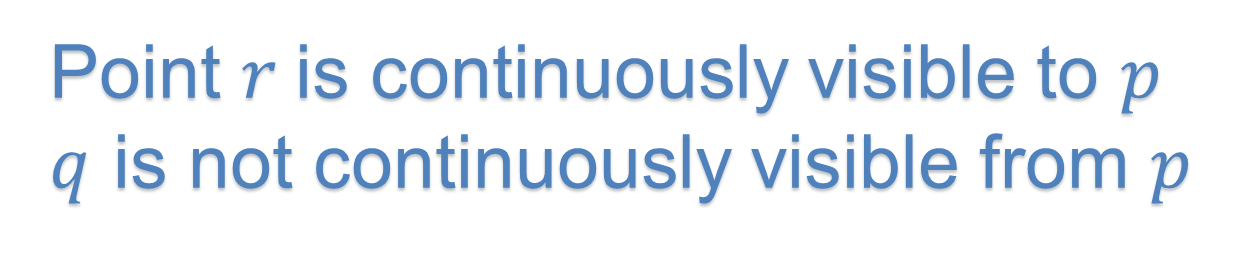 Point r is continuously visible to p
q is not continuously visible from p